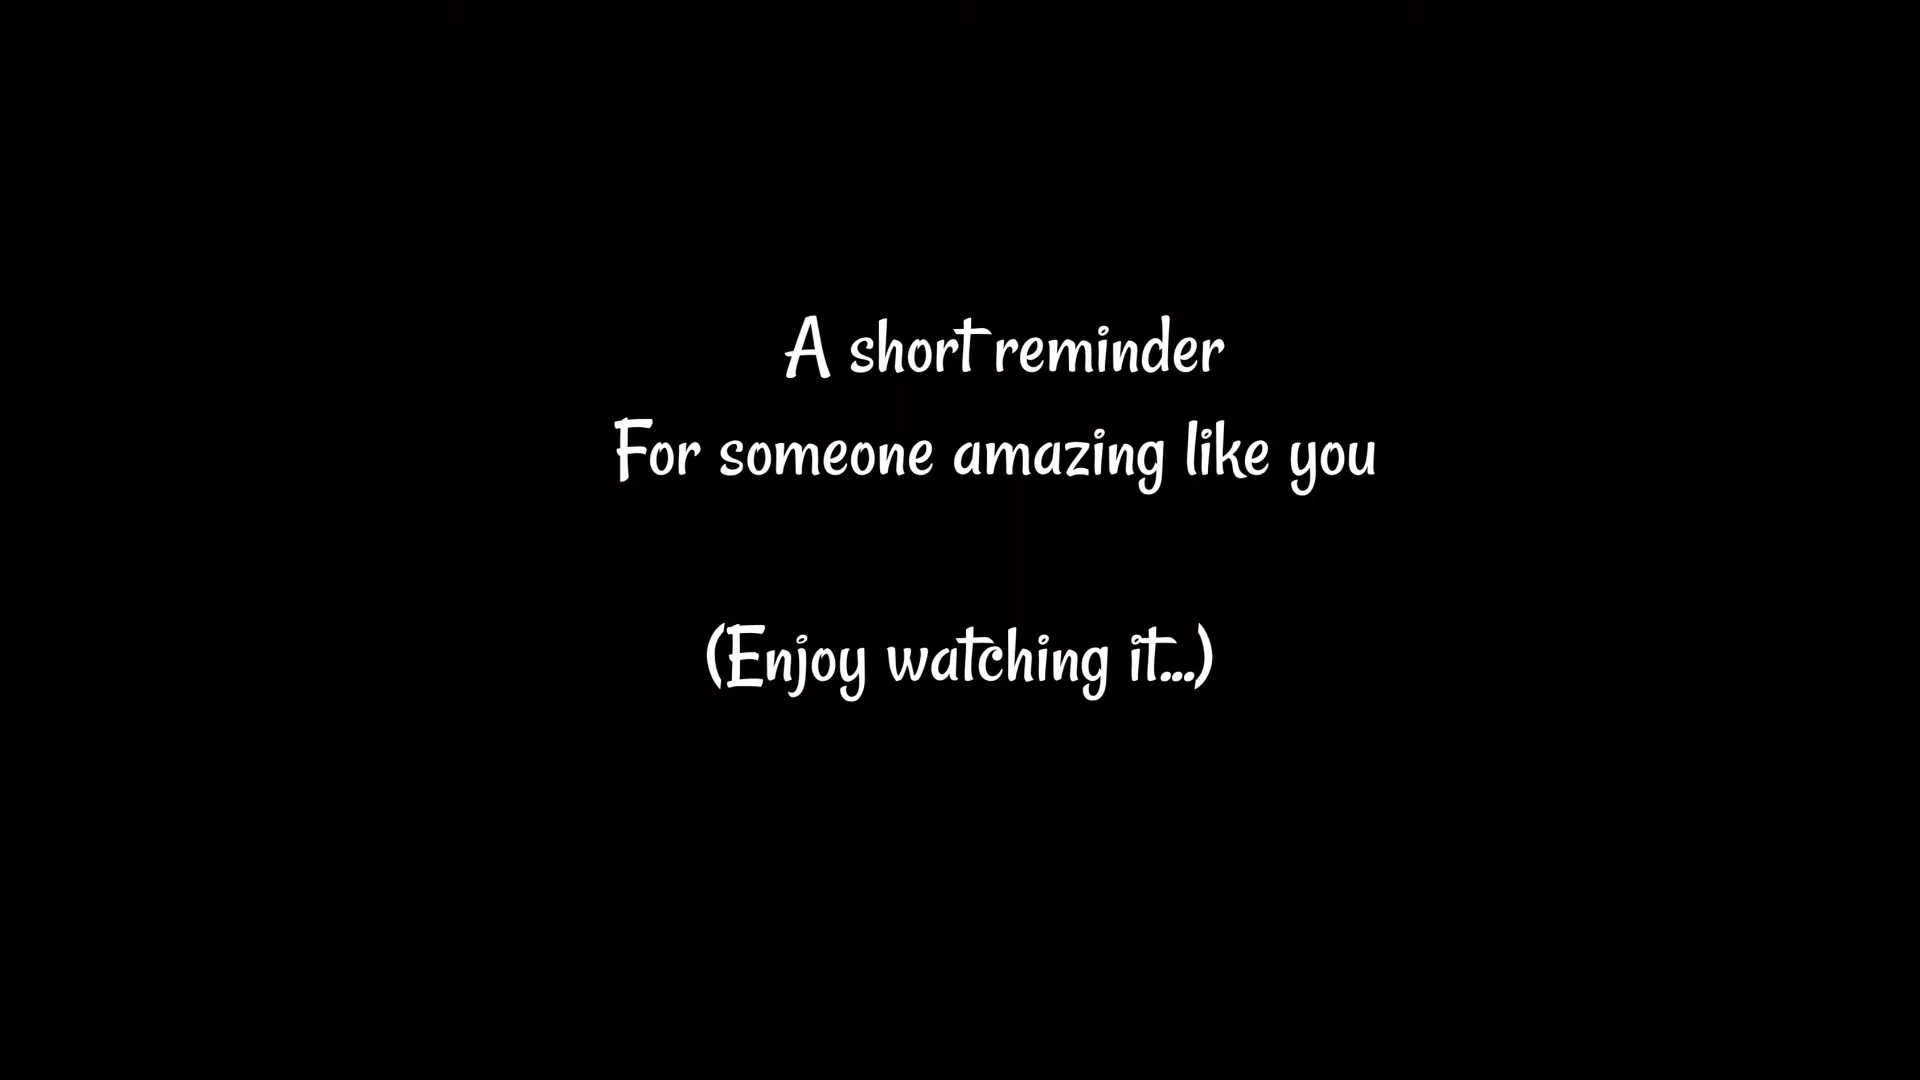 A short reminder
For someone amazing like you
(Enjoy watching it...)